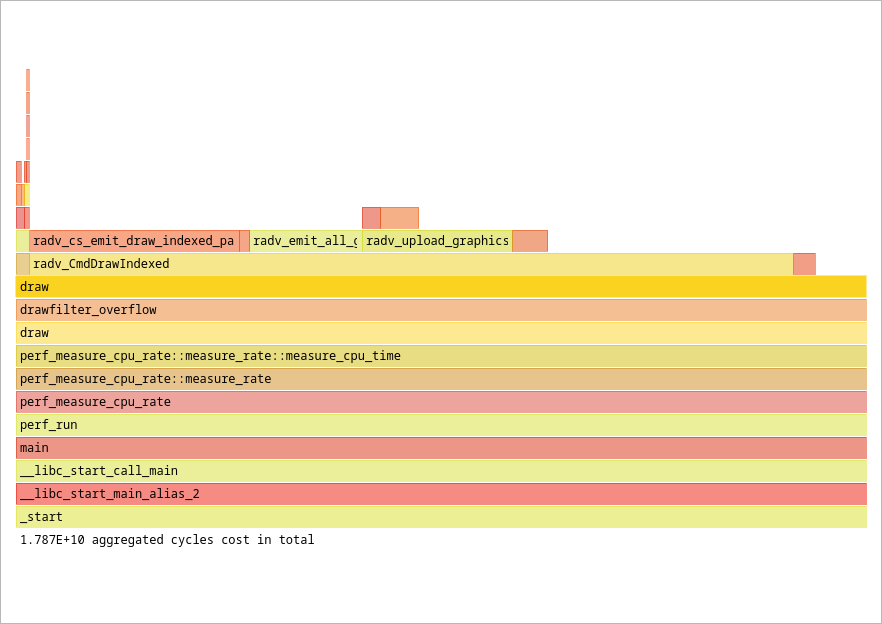 radv_cs_emit_draw_indexed_pa radv_emit_all_g radv_upload_graphics
radv_CmdDrawIndexed
draw
drawfilter_overflow
draw
perf_measure_cpu_rate::measure_rate::measure_cpu_time
perf_measure_cpu_rate::measure_rate
perf_measure_cpu_rate
perf_run
main
__libc_start_call_main
__libc_start_main_alias_2
_start
1.787E+10 aggregated cycles cost in total